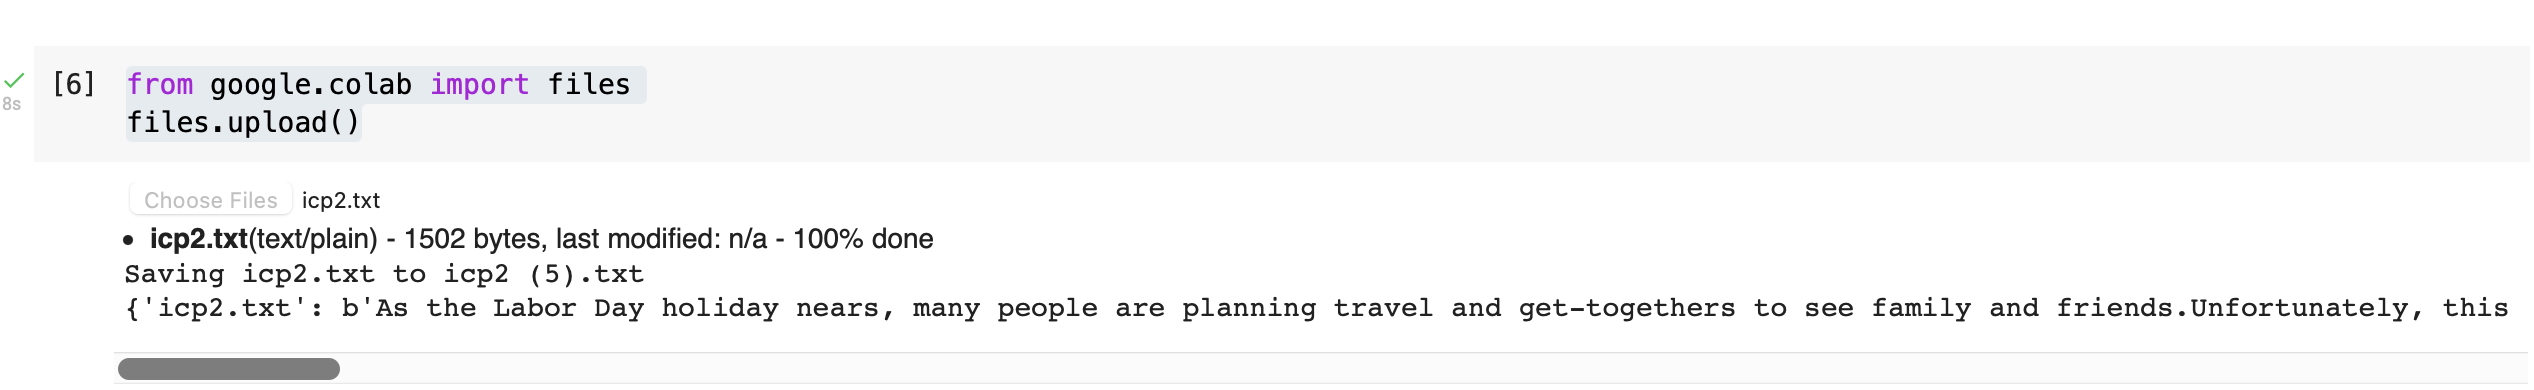 [6] from google.colab import files
8s
files.upload()
Choose Files icp2.txt
• icp2.txt(text/plain) - 1502 bytes, last modified: n/a - 100% done
Saving icp2.txt to icp2 (5).txt
{'icp2.txt': b'As the Labor Day holiday nears, many people are planning travel and get-togethers to see family and friends.Unfortunately, this